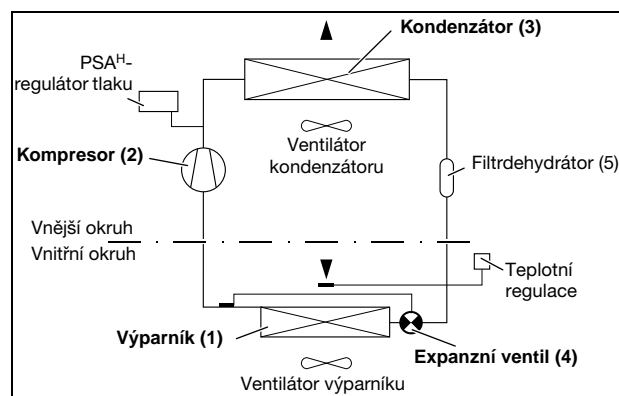 Kondenzátor (3)
PSAH-
regulátor tlaku
Ventilátor
kondenzátoru
Kompresor (2)
Filtrdehydrátor (5)
Vnější okruh
Vnitřní okruh
Teplotní
regulace
Výparník (1)
Expanzní ventil (4)
Ventilátor výparníku